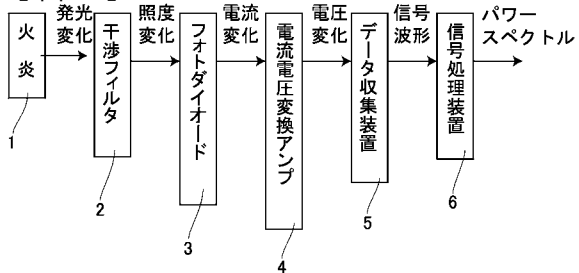 火炎
発光変化
干渉フィルタ
照度変化
フォトダイオード
電流変化
電流電圧変換アンプ
電圧変化
データ収集装置
信号波形
信号処理装置
パワースペクトル
1
2
3
4
5
6